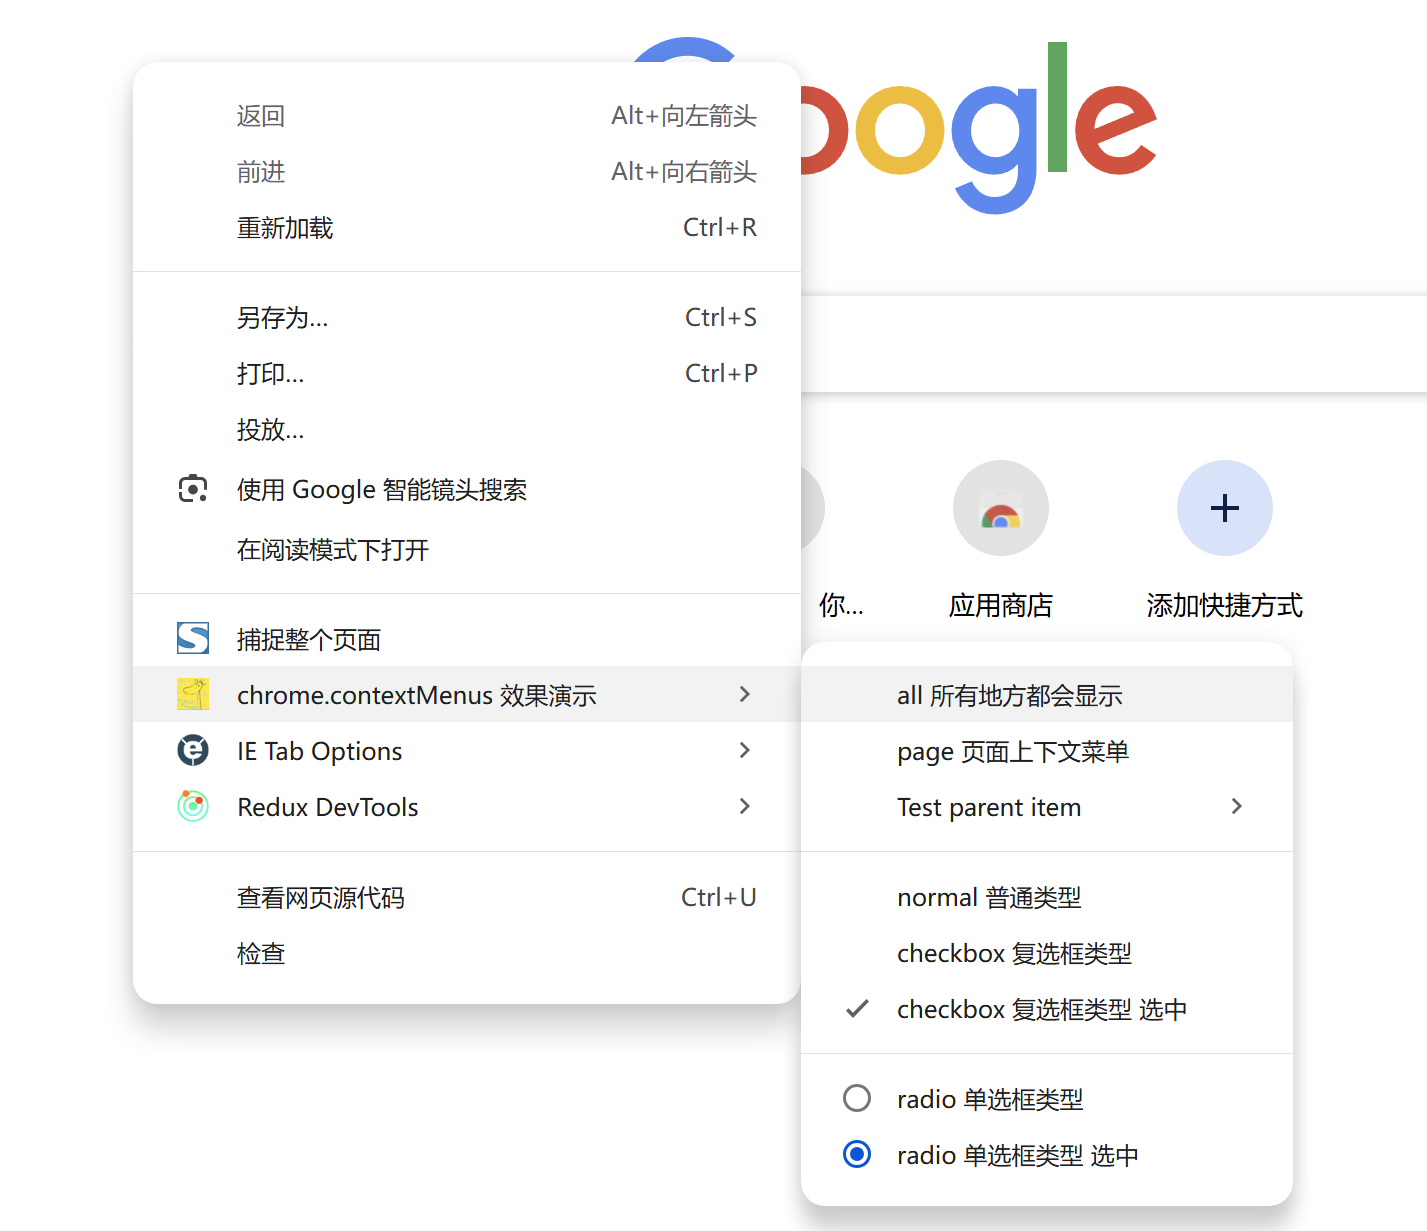 Google
返回 Alt+向左箭头
前进 Alt+向右箭头
重新加载 Ctrl+R
另存为... Ctrl+S
打印... Ctrl+P
投放...
使用 Google 智能镜头搜索
在阅读模式下打开
你... 应用商店 添加快捷方式
捕捉整个页面
chrome.contextMenus 效果演示
IE Tab Options
Redux DevTools
查看网页源代码 Ctrl+U
检查
all 所有地方都会显示
page 页面上下文菜单
Test parent item
normal 普通类型
checkbox 复选框类型
checkbox 复选框类型 选中
radio 单选框类型
radio 单选框类型 选中